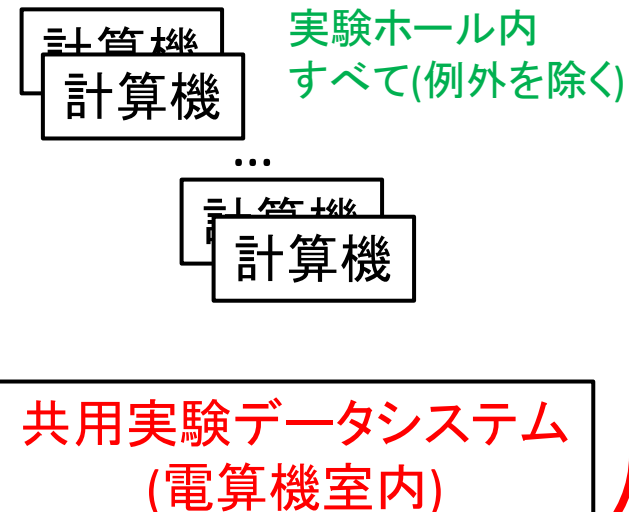 計算機
計算機
実験ホール内
すべて(例外を除く)
…
計算機
計算機
共用実験データシステム
(電算機室内)